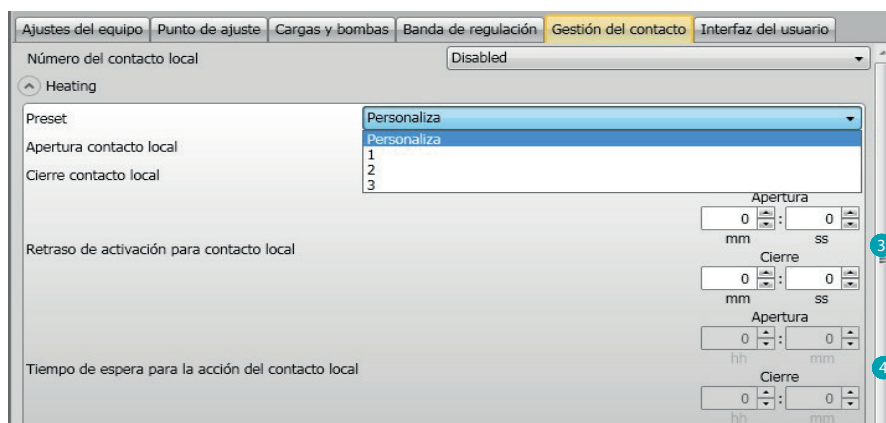 Ajustes del equipo Punto de ajuste Cargas y bombas Banda de regulación Gestión del contacto Interfaz del usuario
Número del contacto local Disabled
Heating
Preset Personaliza
Personaliza
Apertura contacto local
1
2
Cierre contacto local
3
Apertura
0 : 0
mm ss
Retraso de activación para contacto local
3
Cierre
0 : 0
mm ss
Apertura
0 : 0
hh mm
Tiempo de espera para la acción del contacto local
4
Cierre
0 : 0
hh mm